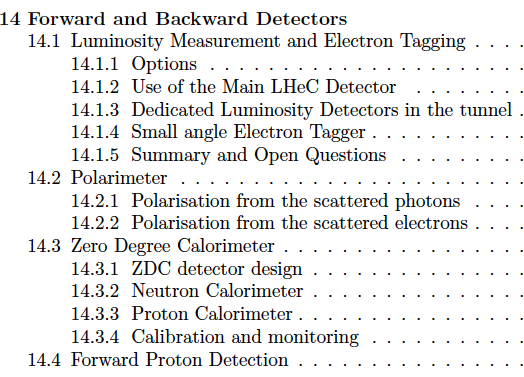 14 Forward and Backward Detectors
14.1 Luminosity Measurement and Electron Tagging . . . .
14.1.1 Options . . . . . . . . . . . . . . . . . . . . . .
14.1.2 Use of the Main LHeC Detector . . . . . . . .
14.1.3 Dedicated Luminosity Detectors in the tunnel .
14.1.4 Small angle Electron Tagger . . . . . . . . . . .
14.1.5 Summary and Open Questions . . . . . . . . .
14.2 Polarimeter . . . . . . . . . . . . . . . . . . . . . . . .
14.2.1 Polarisation from the scattered photons . . . .
14.2.2 Polarisation from the scattered electrons . . . .
14.3 Zero Degree Calorimeter . . . . . . . . . . . . . . . . .
14.3.1 ZDC detector design . . . . . . . . . . . . . . .
14.3.2 Neutron Calorimeter . . . . . . . . . . . . . . .
14.3.3 Proton Calorimeter . . . . . . . . . . . . . . . .
14.3.4 Calibration and monitoring . . . . . . . . . . .
14.4 Forward Proton Detection . . . . . . . . . . . . . . . .